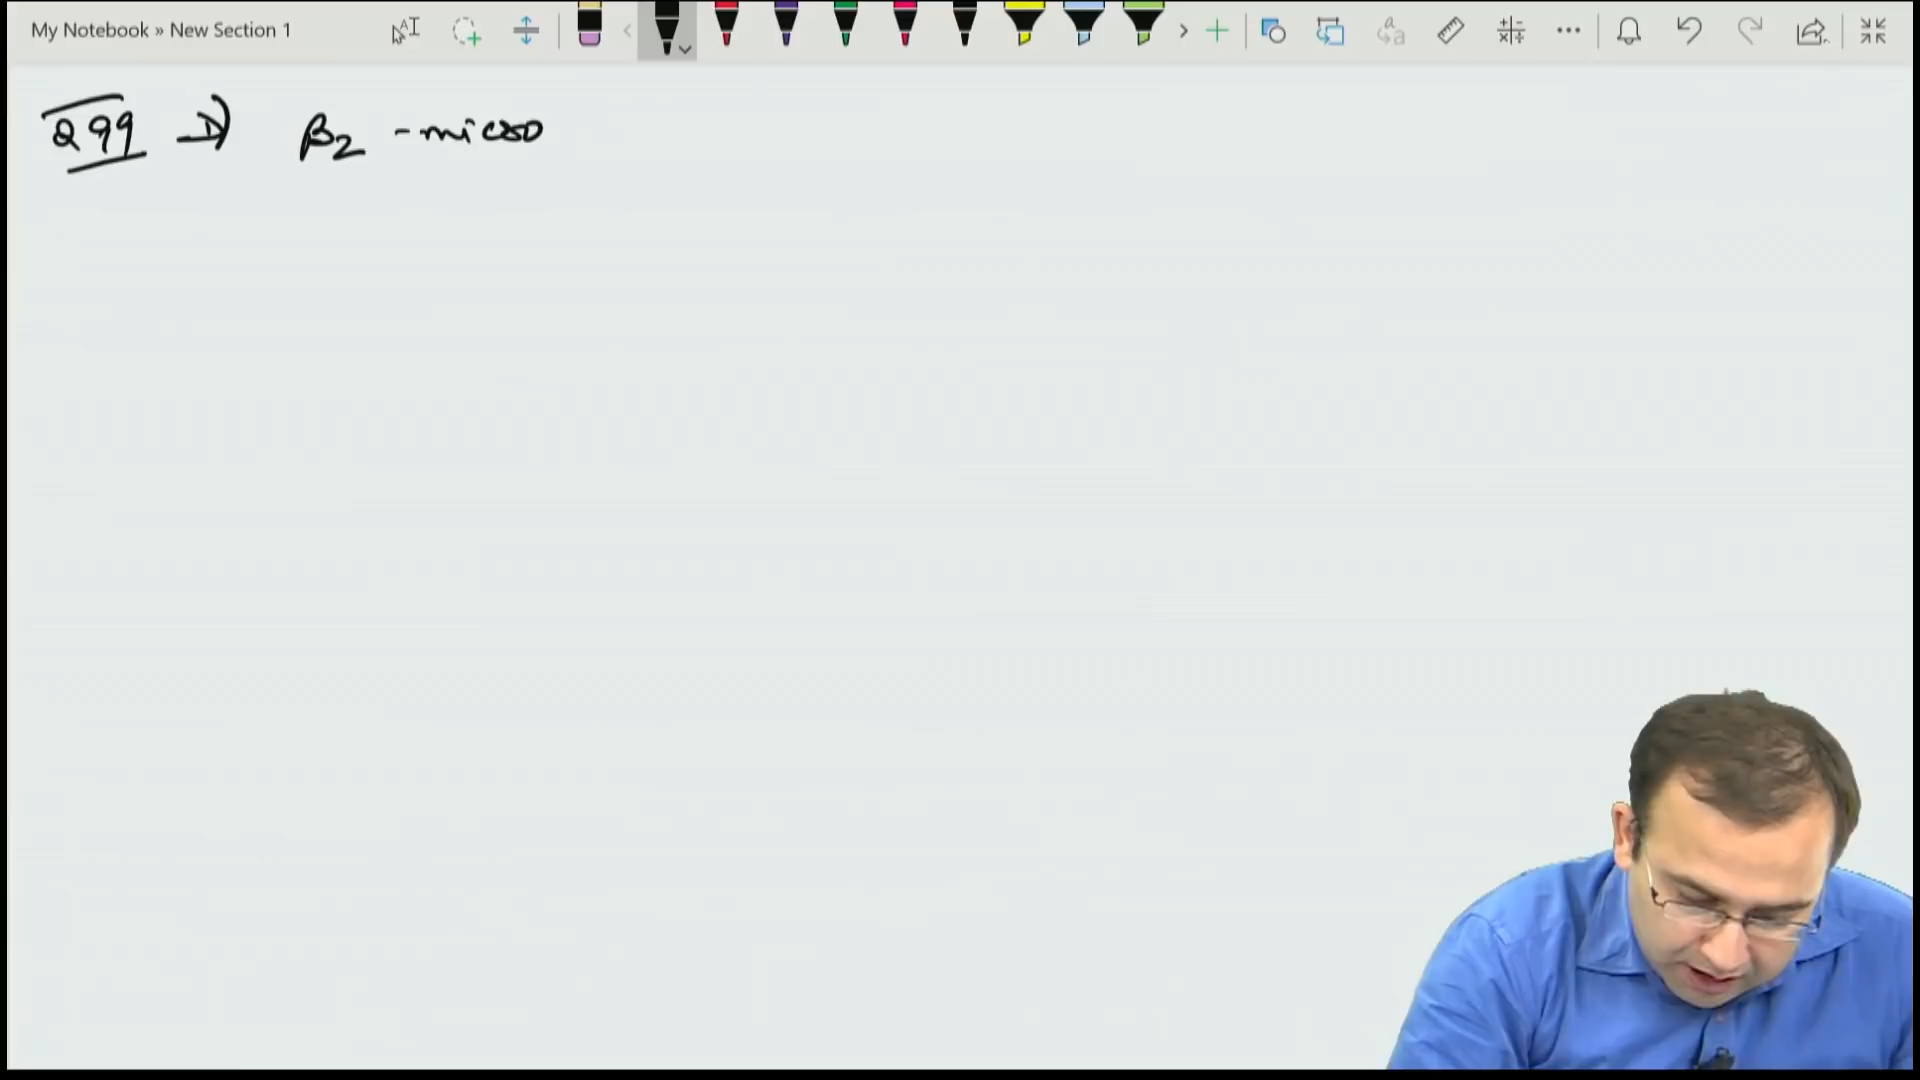 My Notebook » New Section 1
Q99 → D) β2 - micro